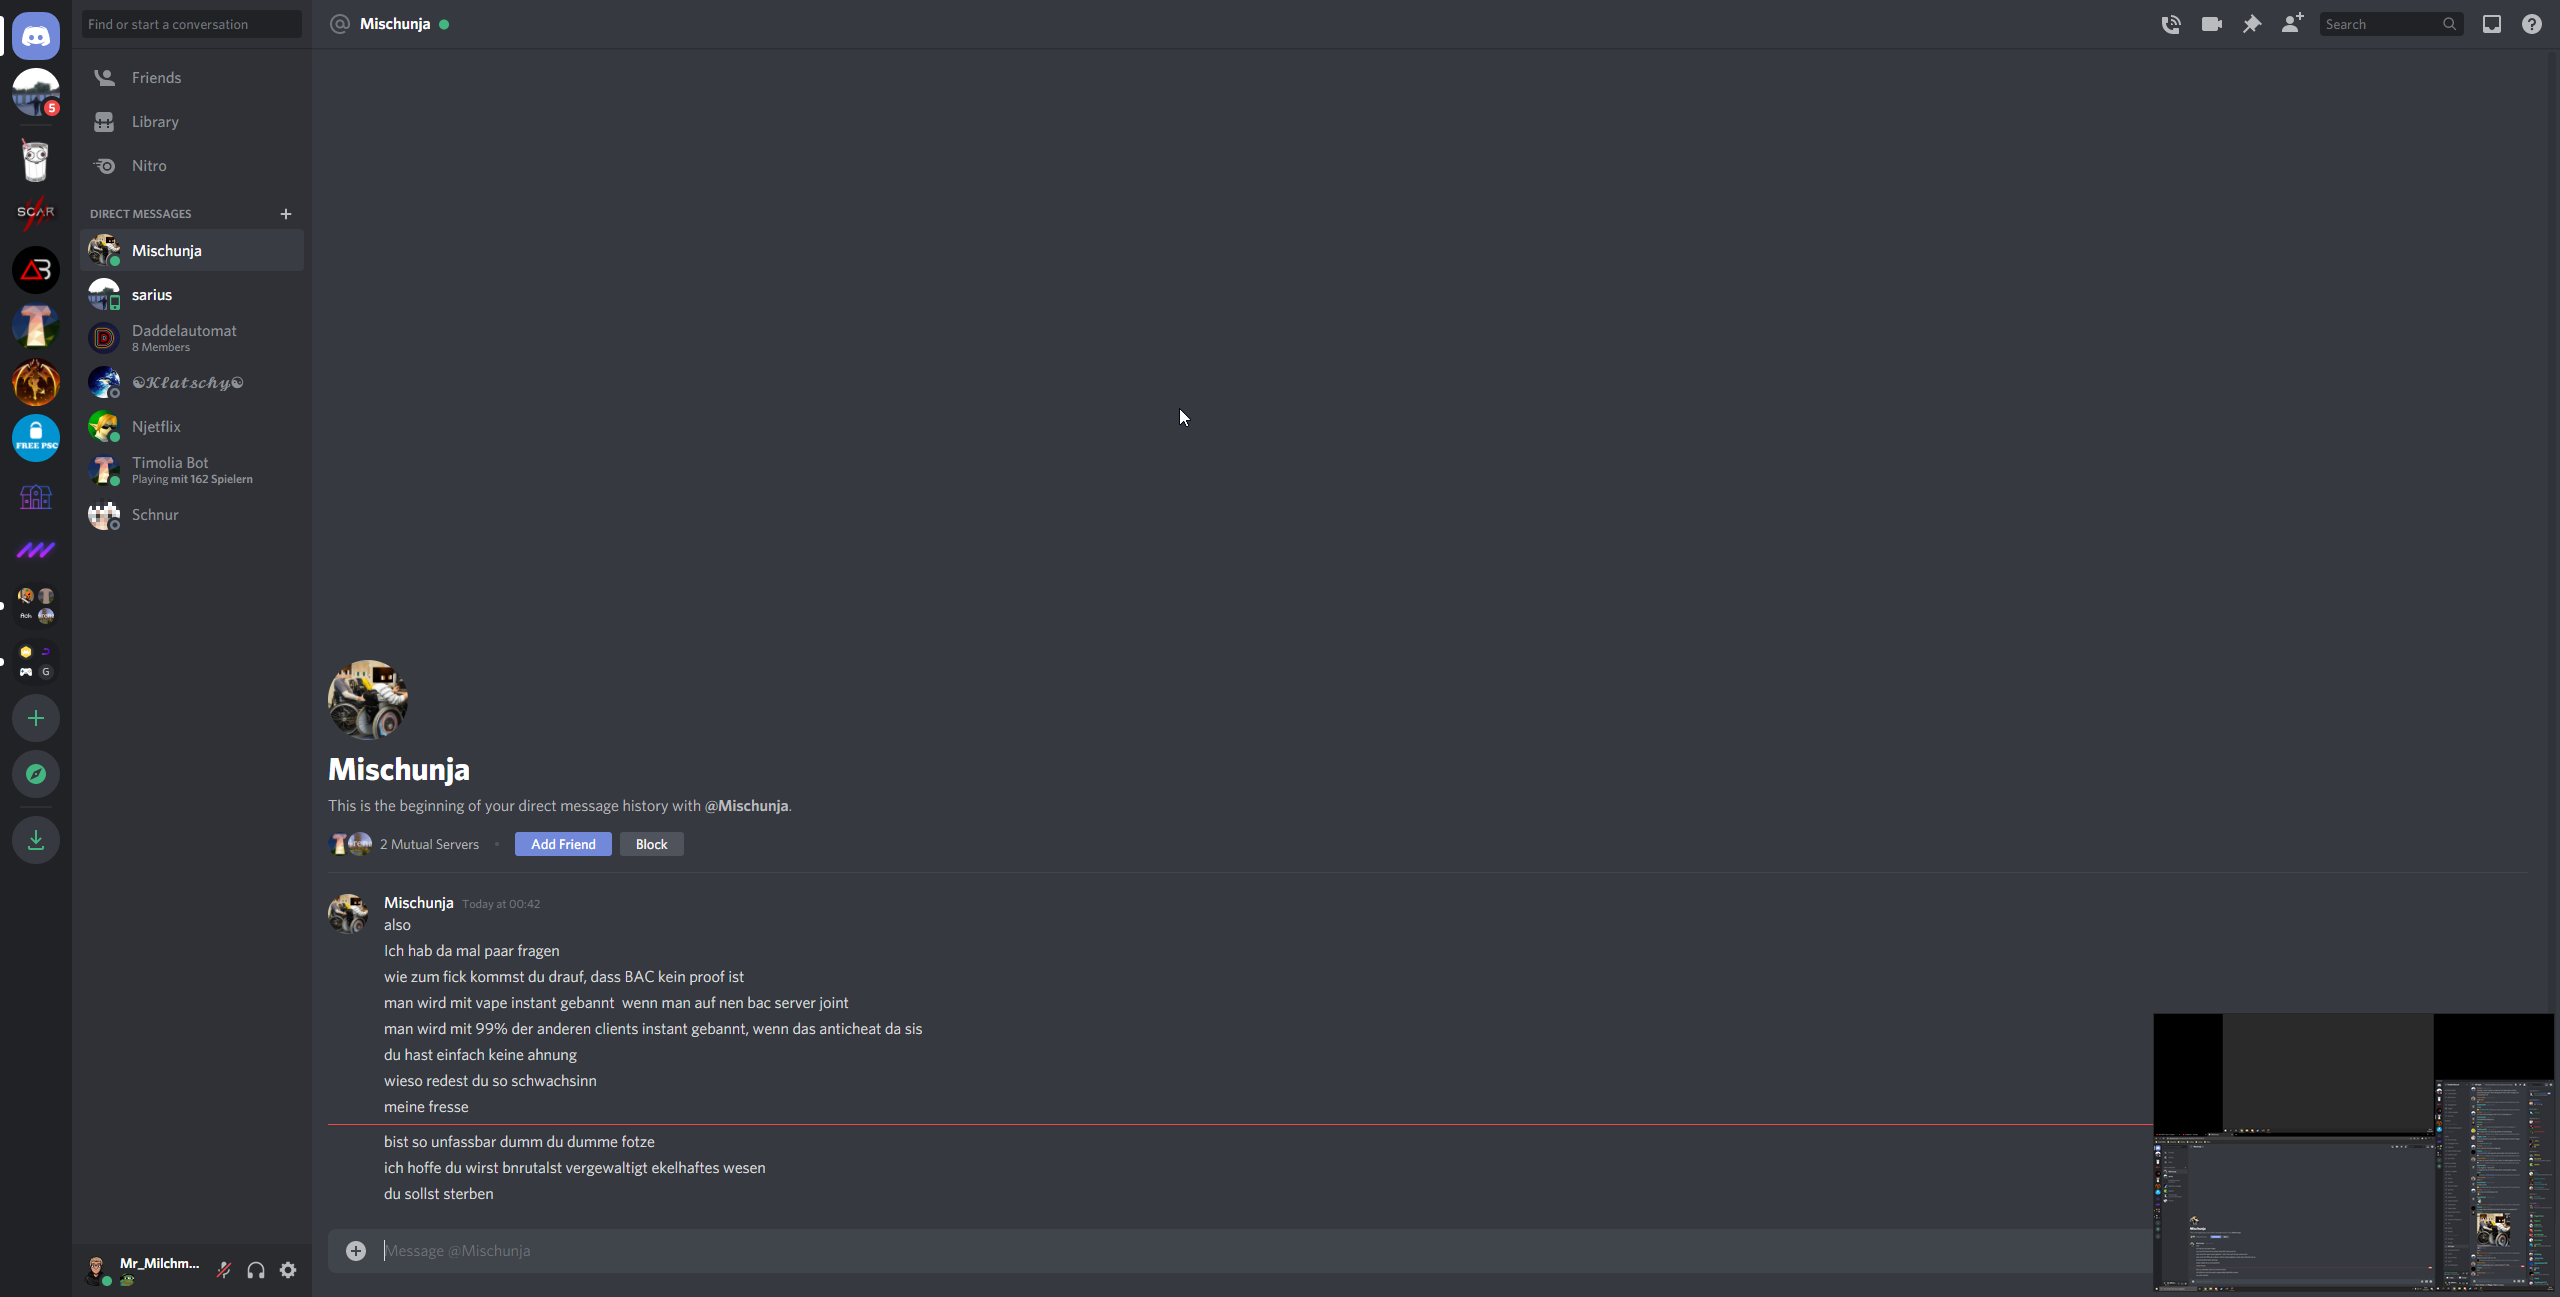 Find or start a conversation
Mischunja
Search
5
Friends
Library
Nitro
DIRECT MESSAGES
Mischunja
sarius
Daddelautomat
8 Members
☯𝓚𝓵𝓪𝓽𝓼𝓬𝓱𝔂☯
Njetflix
Timolia Bot
Playing mit 162 Spielern
Schnur
SCAR
FREE PSC
G
Mischunja
This is the beginning of your direct message history with @Mischunja.
2 Mutual Servers
Add Friend
Block
Mischunja Today at 00:42
also
Ich hab da mal paar fragen
wie zum fick kommst du drauf, dass BAC kein proof ist
man wird mit vape instant gebannt  wenn man auf nen bac server joint
man wird mit 99% der anderen clients instant gebannt, wenn das anticheat da sis
du hast einfach keine ahnung
wieso redest du so schwachsinn
meine fresse
bist so unfassbar dumm du dumme fotze
ich hoffe du wirst bnrutalst vergewaltigt ekelhaftes wesen
du sollst sterben
Message @Mischunja
Mr_Milchm...